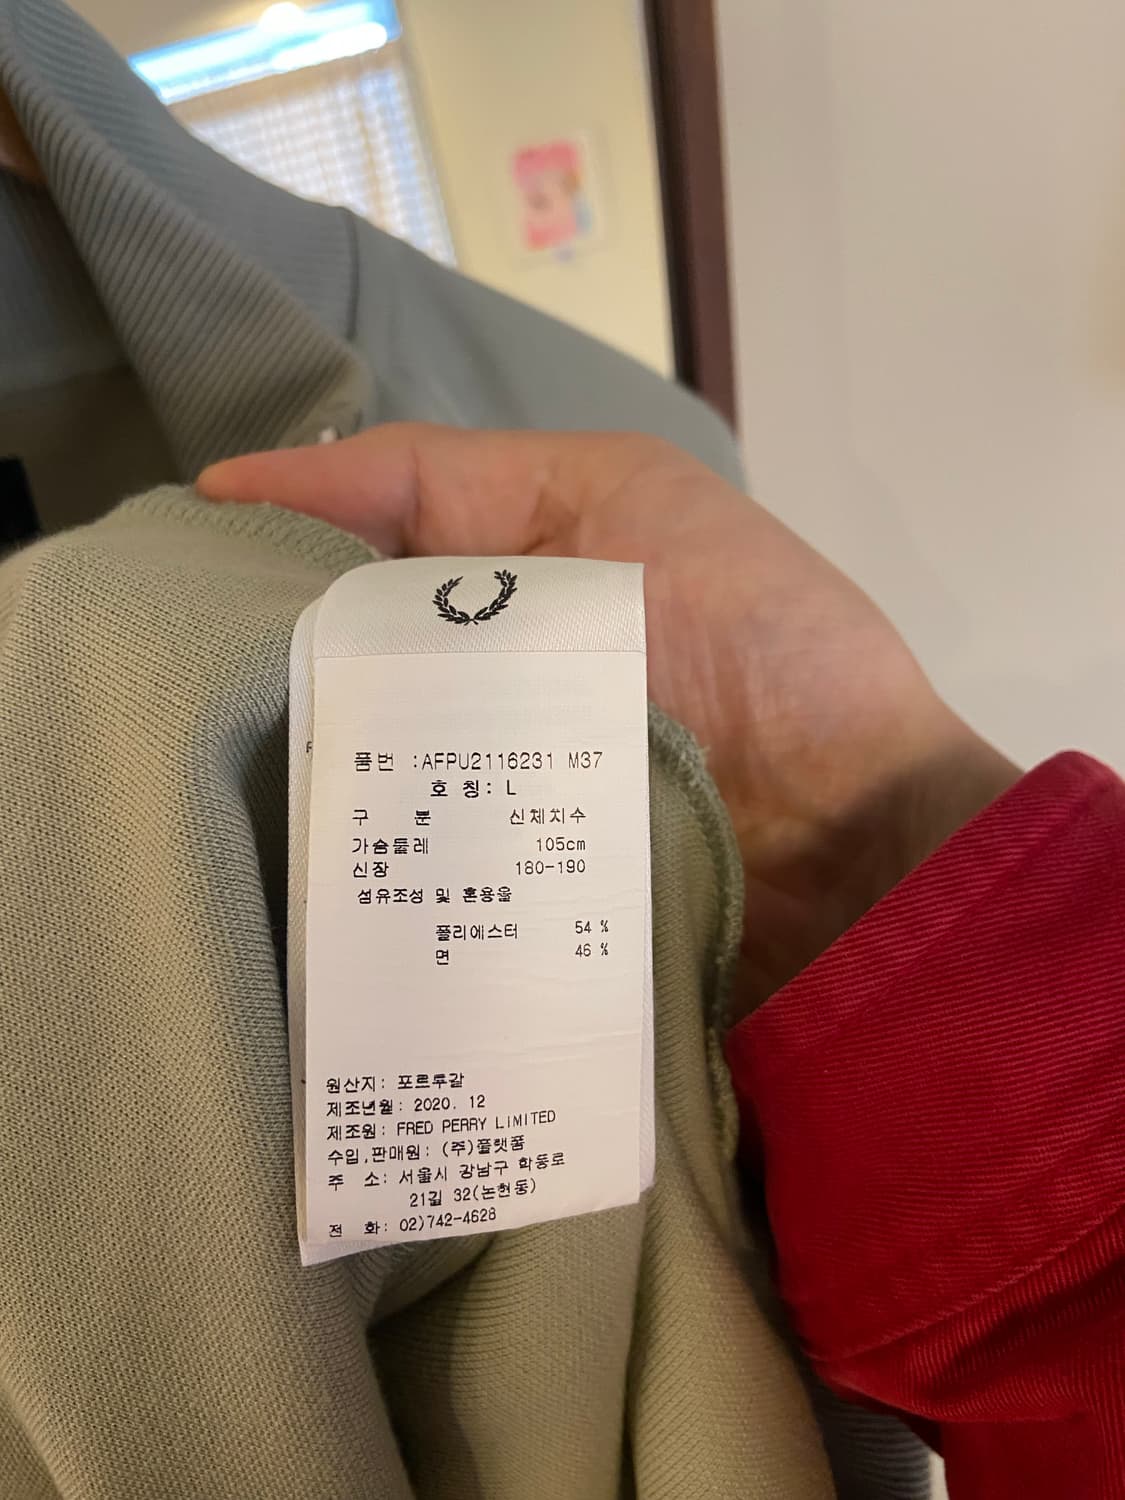 품번 :AFPU2116231 M37
호 칭: L
구 분 신체치수
가슴둘레 105cm
신장 180-190
섬유조성 및 혼용율
폴리에스터 54 %
면 46 %
원산지: 포르투갈
제조년월: 2020. 12
제조원: FRED PERRY LIMITED
수입,판매원: (주)플랫폼
주 소: 서울시 강남구 학동로
21길 32(논현동)
전 화: 02)742-4628